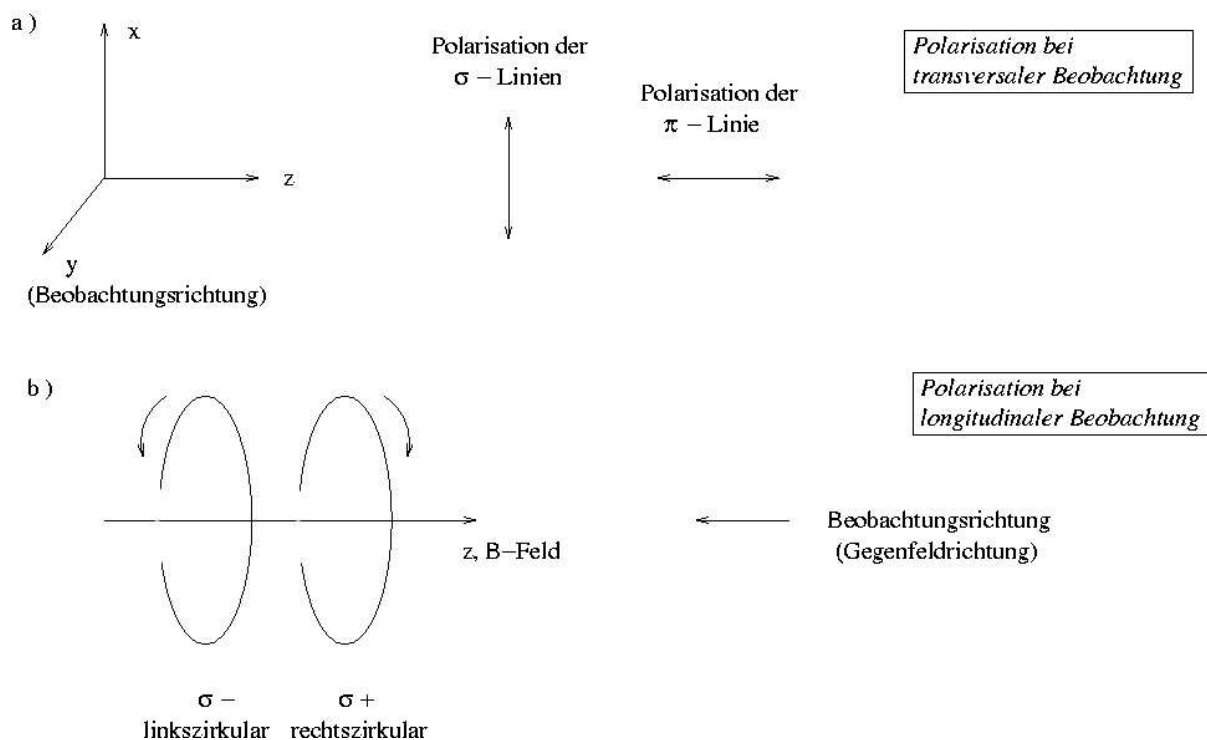 a )
x
z
y
(Beobachtungsrichtung)
Polarisation der
σ − Linien
Polarisation der
π − Linie
Polarisation bei
transversaler Beobachtung
b )
Polarisation bei
longitudinaler Beobachtung
z, B−Feld
Beobachtungsrichtung
(Gegenfeldrichtung)
σ −
linkszirkular
σ +
rechtszirkular